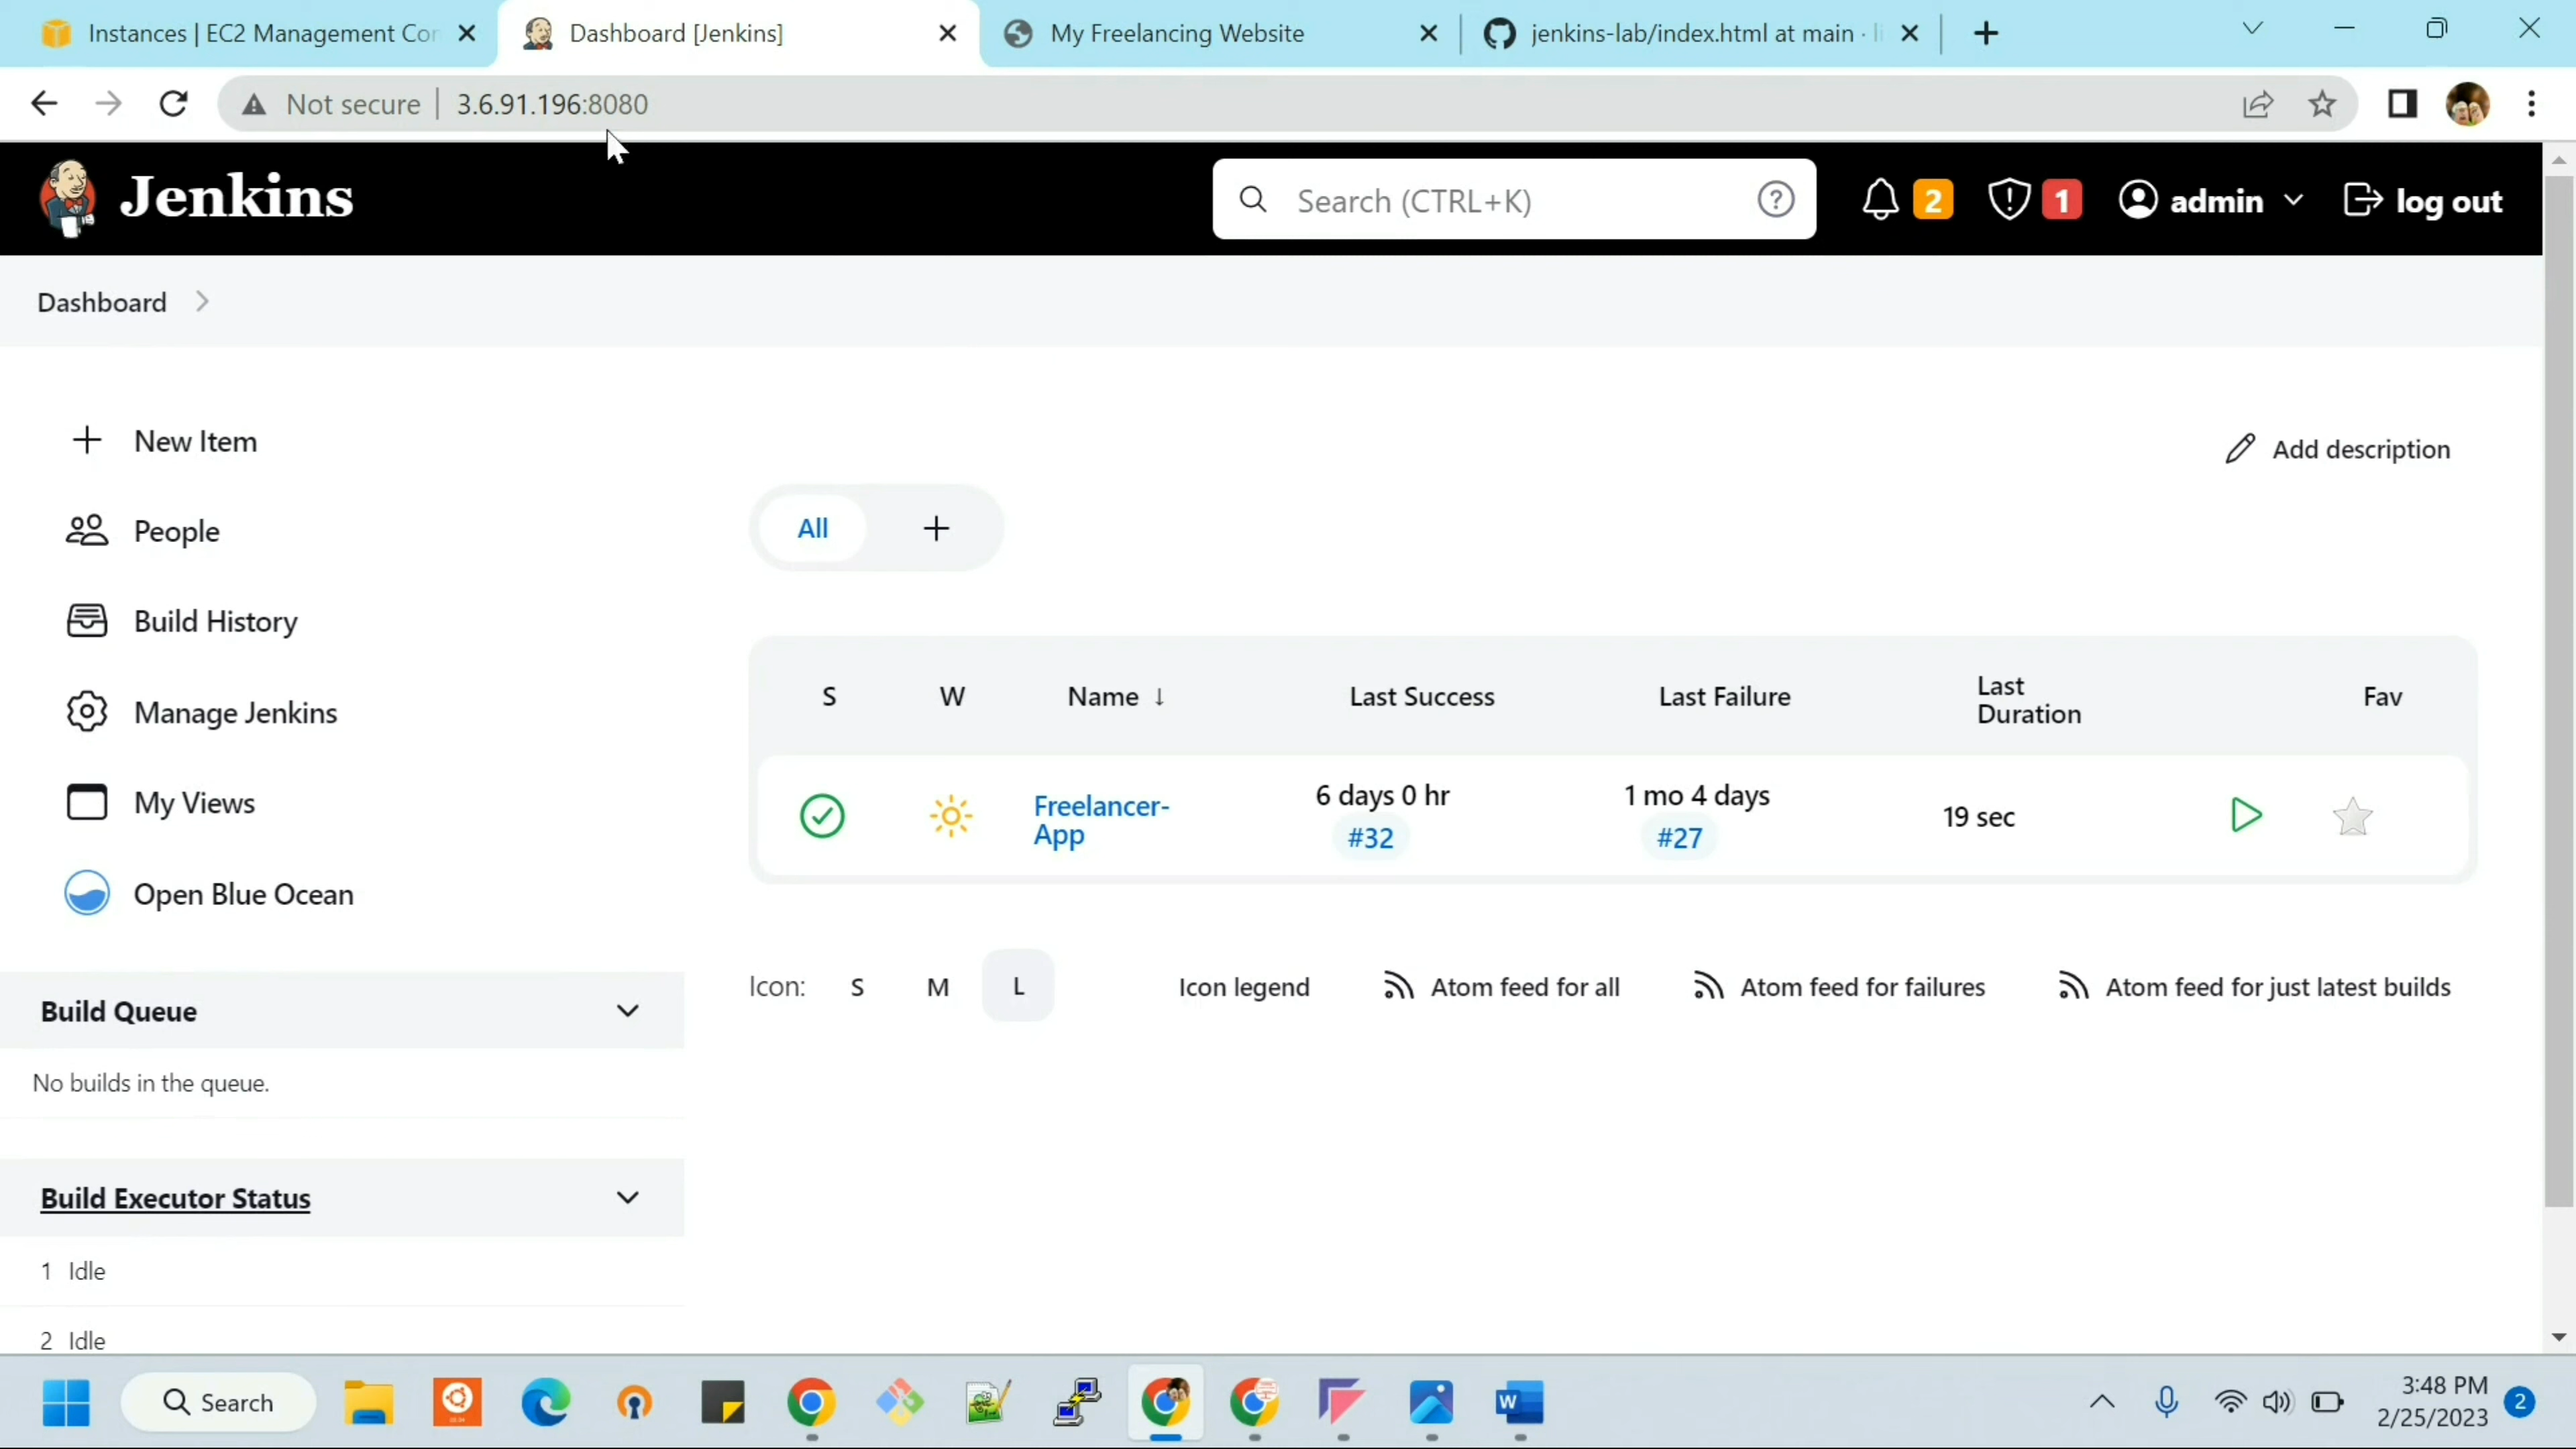 Instances | EC2 Management Cor
Dashboard [Jenkins]
My Freelancing Website
jenkins-lab/index.html at main · li
Not secure | 3.6.91.196:8080
Jenkins
Search (CTRL+K)
2
1
admin
log out
Dashboard
New Item
Add description
All
People
Build History
Manage Jenkins
My Views
Open Blue Ocean
S W Name ↓ Last Success Last Failure Last Duration Fav
Freelancer-App
6 days 0 hr
#32
1 mo 4 days
#27
19 sec
Icon: S M L
Icon legend
Atom feed for all
Atom feed for failures
Atom feed for just latest builds
Build Queue
No builds in the queue.
Build Executor Status
1 Idle
2 Idle
Search
3:48 PM
2/25/2023
2